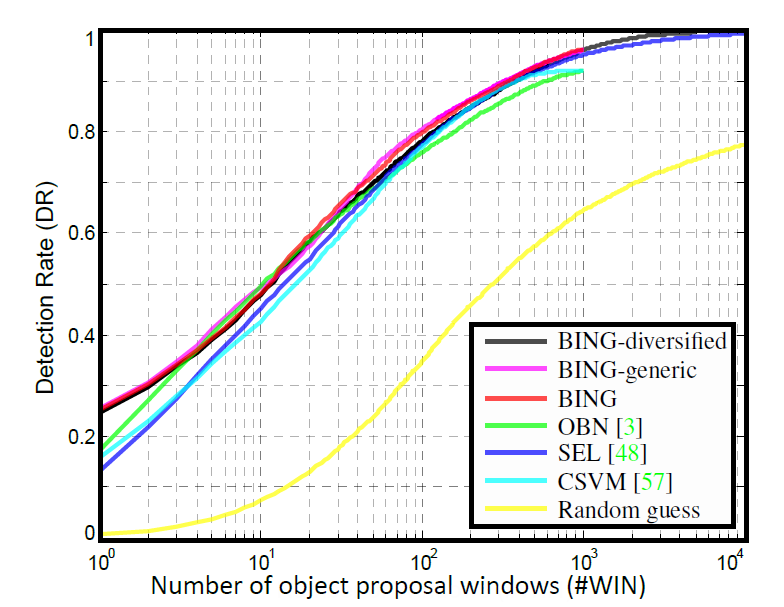 Detection Rate (DR)
1
0.8
0.6
0.4
0.2
0
10^0
10^1
10^2
10^3
10^4
Number of object proposal windows (#WIN)
BING-diversified
BING-generic
BING
OBN [3]
SEL [48]
CSVM [57]
Random guess